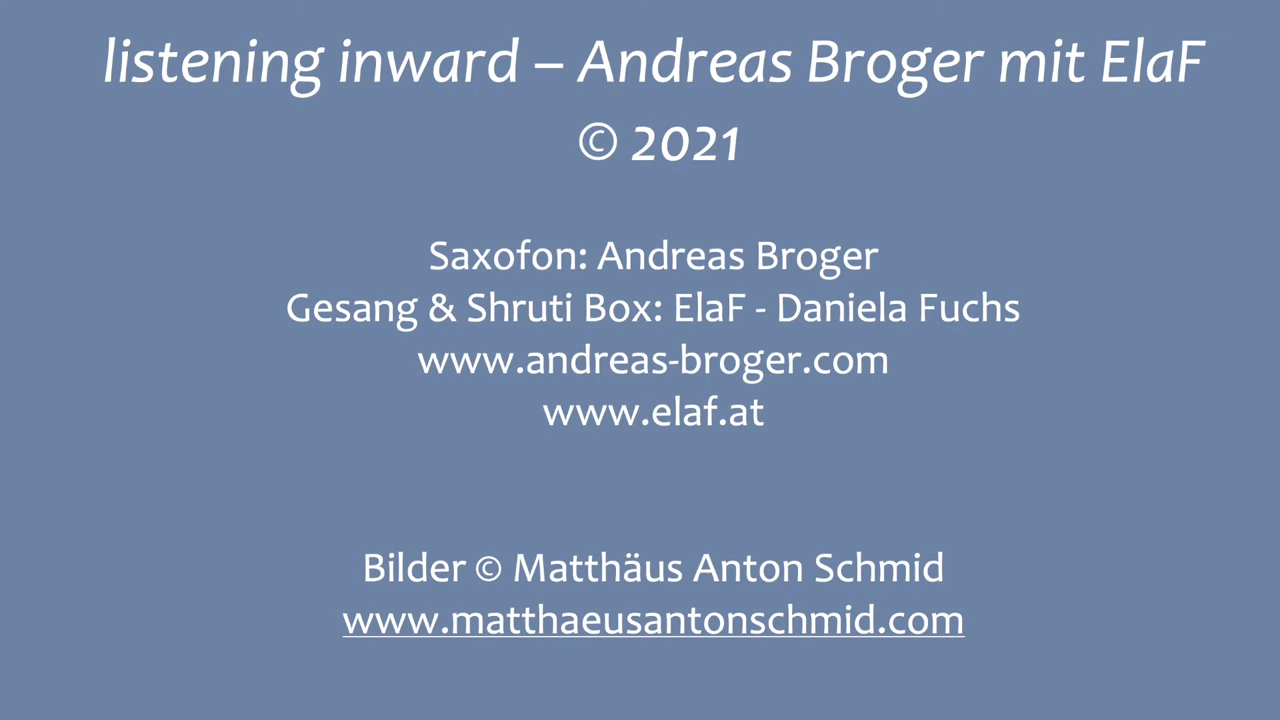 listening inward – Andreas Broger mit ElaF
© 2021
Saxofon: Andreas Broger
Gesang & Shruti Box: ElaF - Daniela Fuchs
www.andreas-broger.com
www.elaf.at
Bilder © Matthäus Anton Schmid
www.matthaeusantonschmid.com